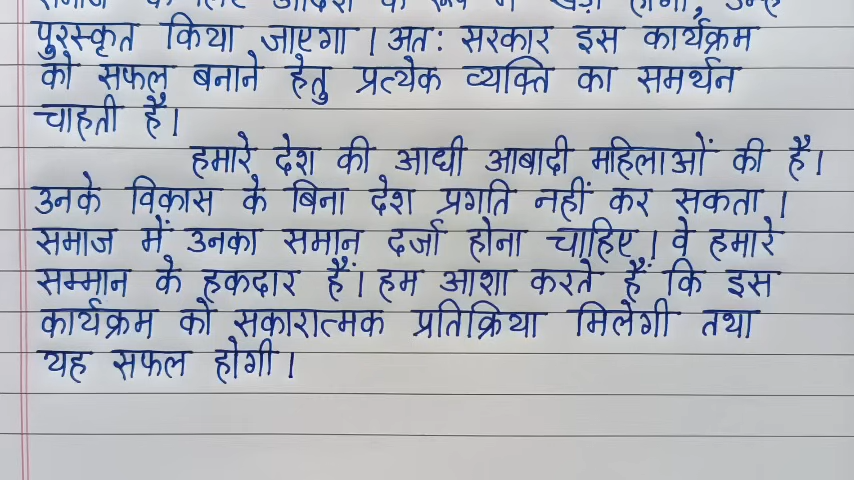 पुरस्कृत किया जाएगा । अतः सरकार इस कार्यक्रम
को सफल बनाने हेतु प्रत्येक व्यक्ति का समर्थन
चाहती है।
हमारे देश की आधी आबादी महिलाओं की है।
उनके विकास के बिना देश प्रगति नहीं कर सकता ।
समाज में उनका समान दर्जा होना चाहिए । वे हमारे
सम्मान के हकदार हैं। हम आशा करते हैं कि इस
कार्यक्रम को सकारात्मक प्रतिक्रिया मिलेगी तथा
यह सफल होगी ।